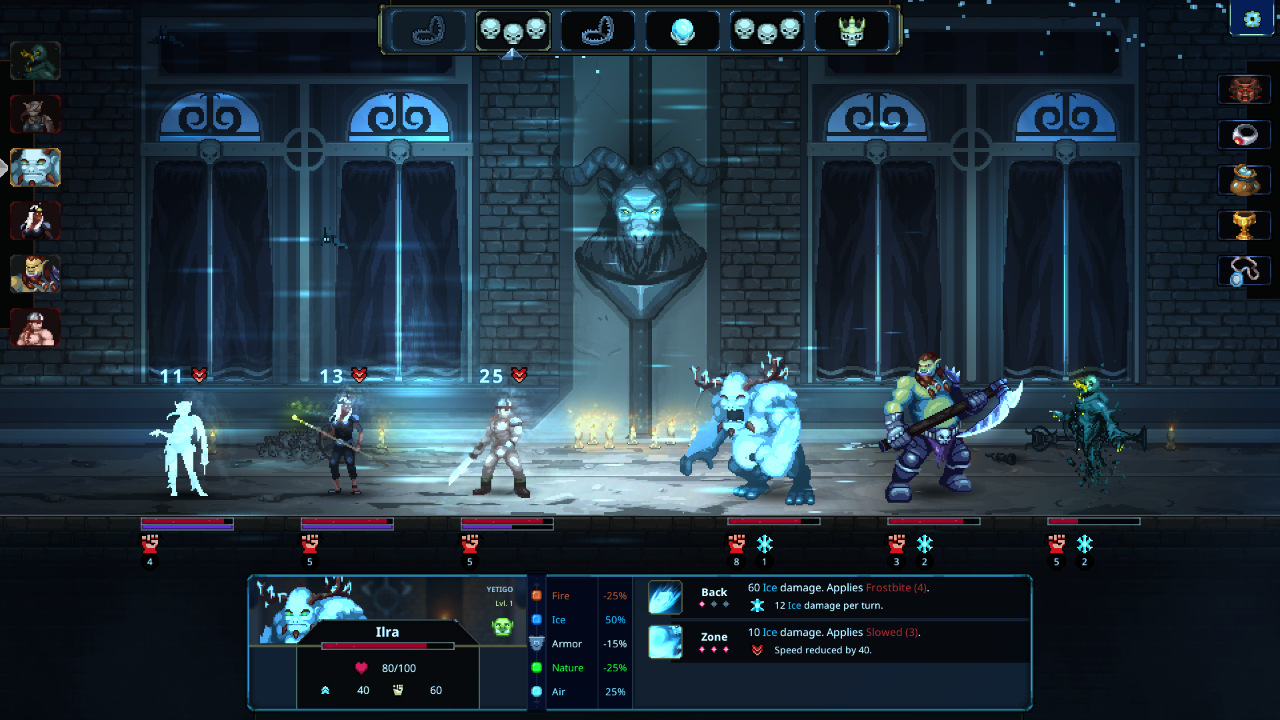 11
13
25
4
5
5
8
1
3
2
5
2
YETIGO
Lvl. 1
Ilra
80/100
40
60
Fire -25%
Ice 50%
Armor -15%
Nature -25%
Air 25%
Back
60 Ice damage. Applies Frostbite (4).
12 Ice damage per turn.
Zone
10 Ice damage. Applies Slowed (3).
Speed reduced by 40.